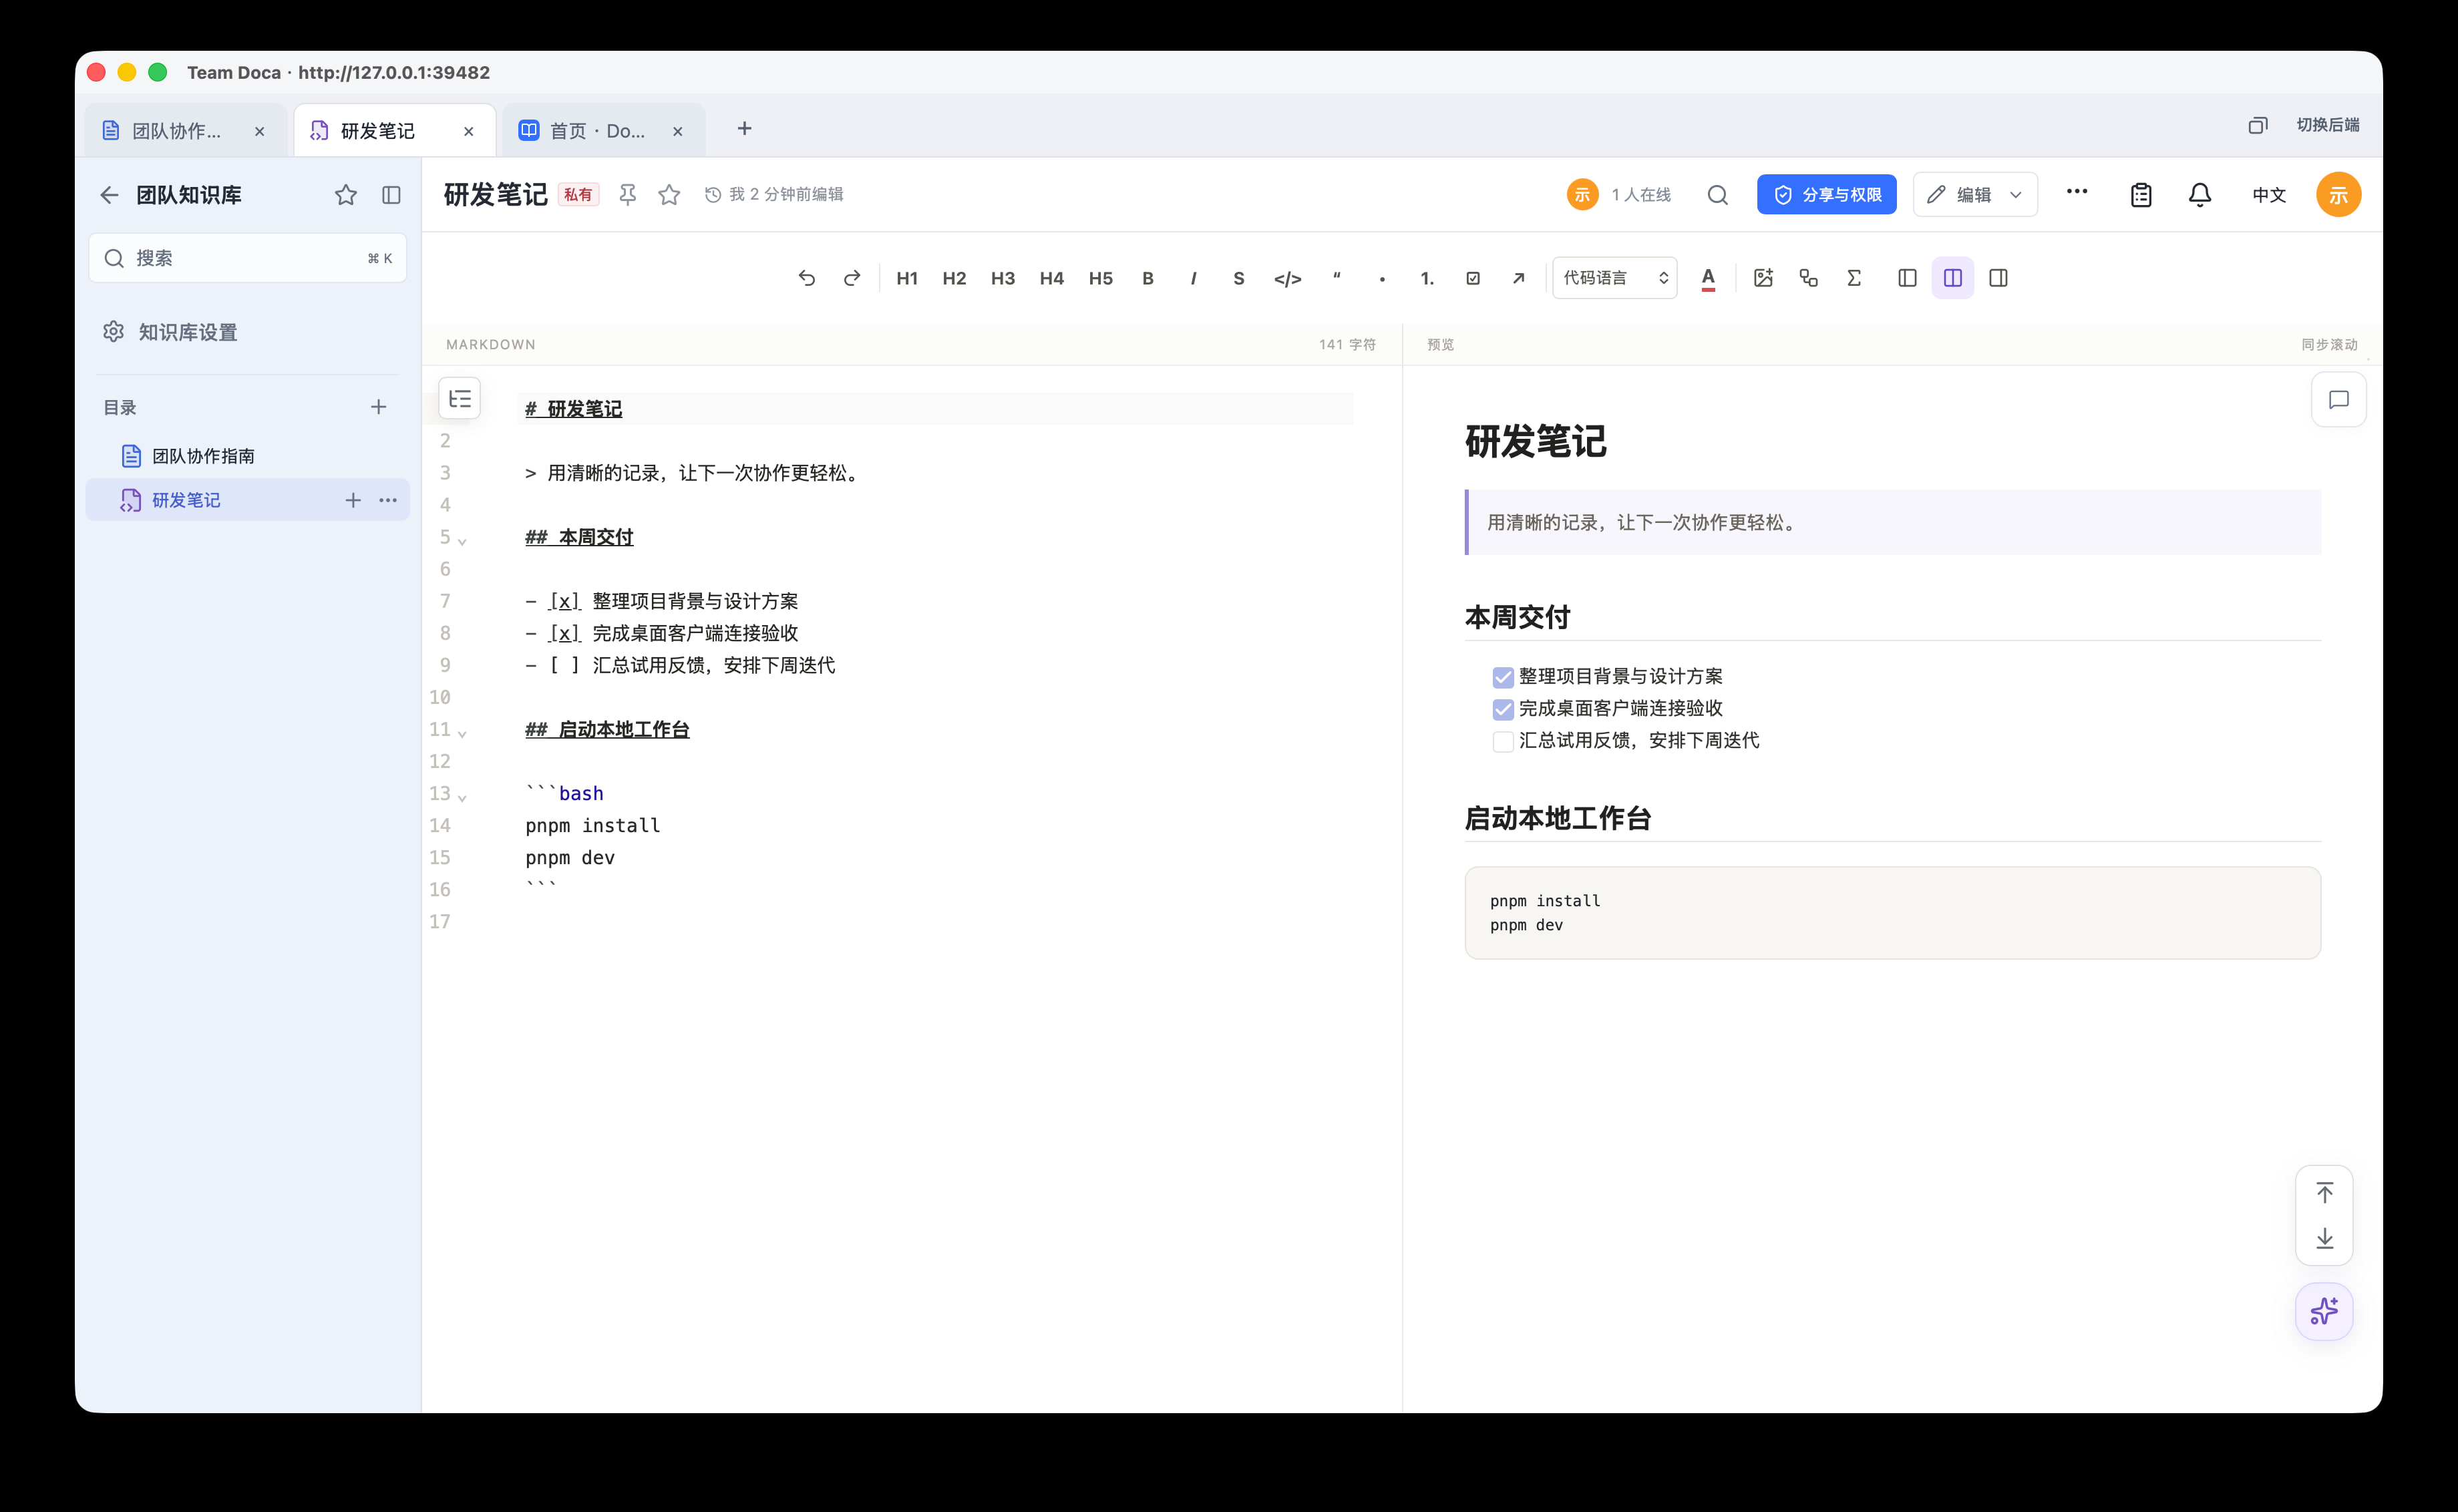 Team Doca · http://127.0.0.1:39482
团队协作... × 研发笔记 × 首页 · Do... × + 切换后端
团队知识库
搜索 ⌘ K
知识库设置
目录 +
团队协作指南
研发笔记 + ···
研发笔记 私有 我 2 分钟前编辑 示 1 人在线 分享与权限 编辑 ··· 中文 示
H1 H2 H3 H4 H5 B I S </> “ • 1. 代码语言 A Σ
MARKDOWN 141 字符
# 研发笔记
2
3 > 用清晰的记录，让下一次协作更轻松。
4
5 ## 本周交付
6
7 - [x] 整理项目背景与设计方案
8 - [x] 完成桌面客户端连接验收
9 - [ ] 汇总试用反馈，安排下周迭代
10
11 ## 启动本地工作台
12
13 ```bash
14 pnpm install
15 pnpm dev
16 ```
17
预览 同步滚动
研发笔记
用清晰的记录，让下一次协作更轻松。
本周交付
整理项目背景与设计方案
完成桌面客户端连接验收
汇总试用反馈，安排下周迭代
启动本地工作台
pnpm install
pnpm dev